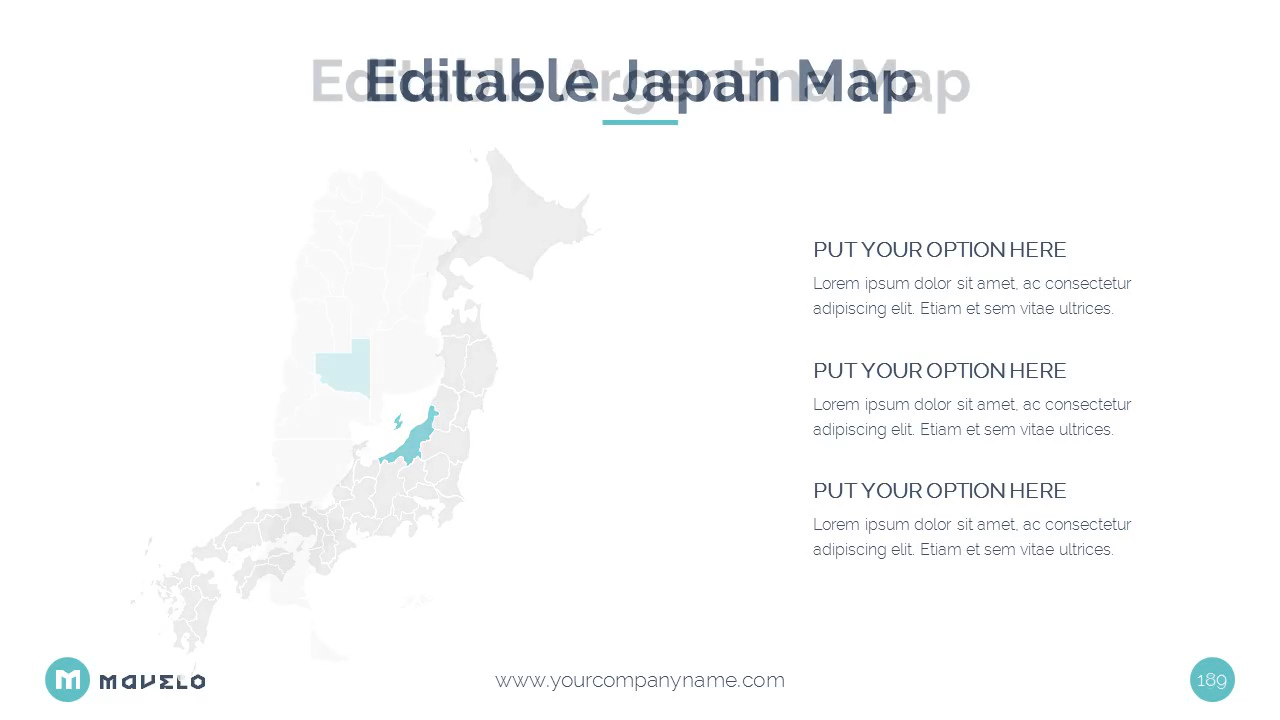 Editable Japan Map
Editable Argentina Map
PUT YOUR OPTION HERE
Lorem ipsum dolor sit amet, ac consectetur
adipiscing elit. Etiam et sem vitae ultrices.
PUT YOUR OPTION HERE
Lorem ipsum dolor sit amet, ac consectetur
adipiscing elit. Etiam et sem vitae ultrices.
PUT YOUR OPTION HERE
Lorem ipsum dolor sit amet, ac consectetur
adipiscing elit. Etiam et sem vitae ultrices.
M MAVELO
www.yourcompanyname.com
189